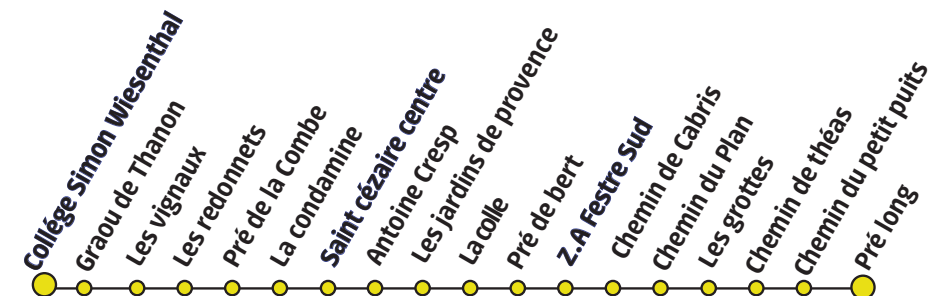 Collége Simon Wiesenthal
Graou de Thanon
Les vignaux
Les redonnets
Pré de la Combe
La condamine
Saint cézaire centre
Antoine Cresp
Les jardins de provence
La colle
Pré de bert
Z.A Festre Sud
Chemin de Cabris
Chemin du Plan
Les grottes
Chemin de théas
Chemin du petit puits
Pré long